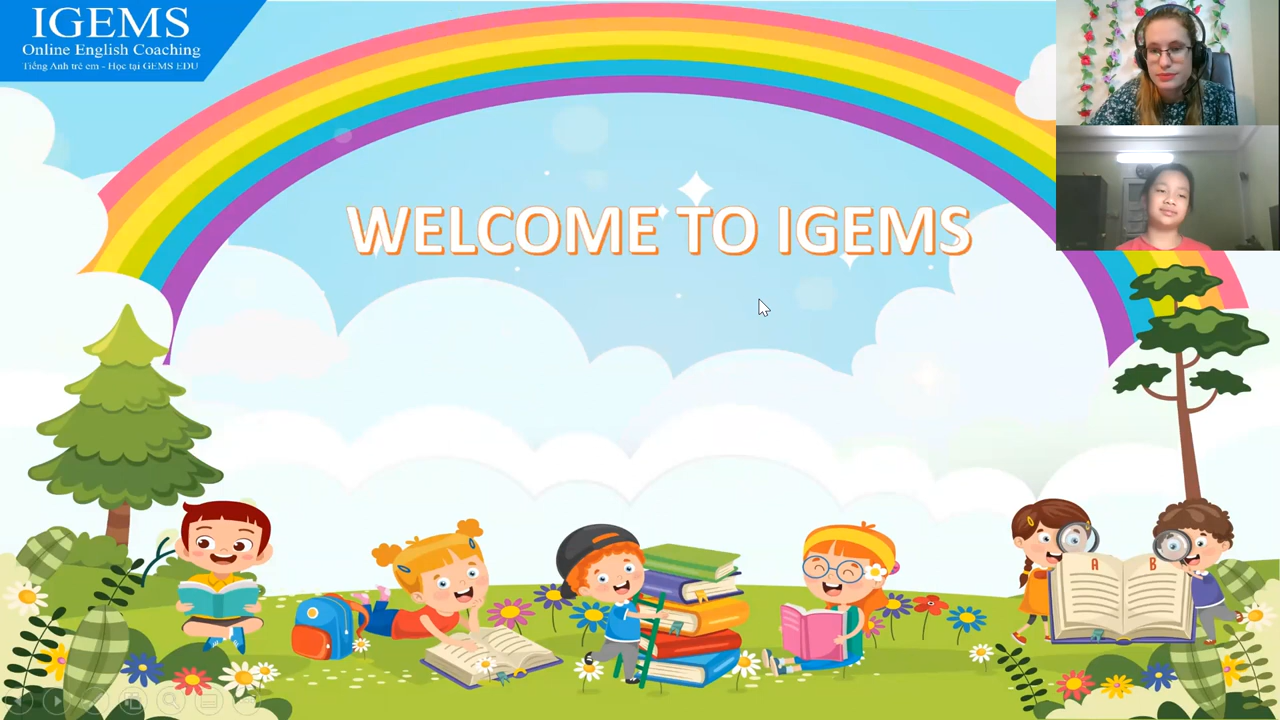 IGEMS
Online English Coaching
Tiếng Anh trẻ em - Học tại GEMS EDU
WELCOME TO IGEMS
A B